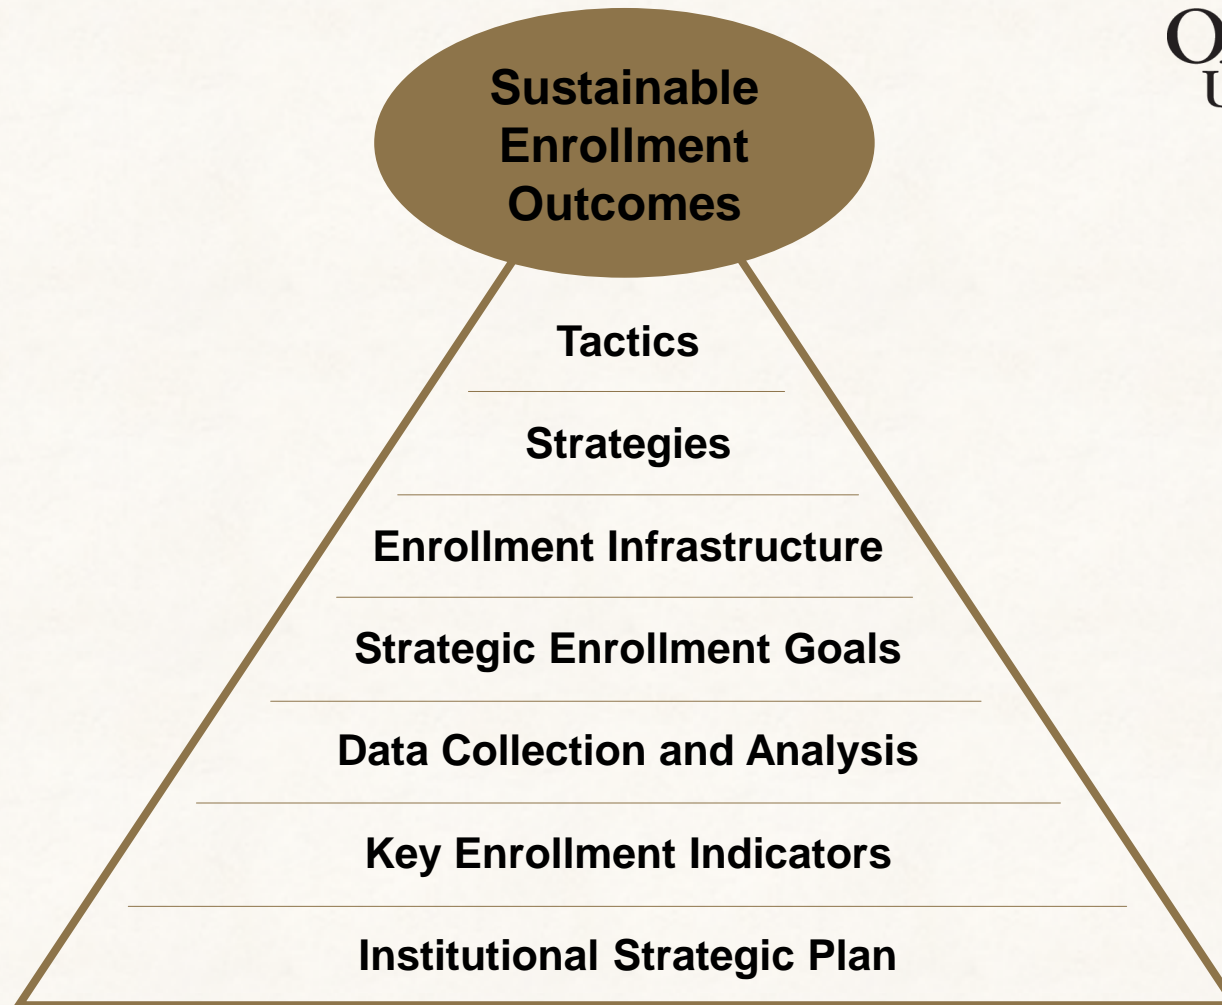 Sustainable
Enrollment
Outcomes
Tactics
Strategies
Enrollment Infrastructure
Strategic Enrollment Goals
Data Collection and Analysis
Key Enrollment Indicators
Institutional Strategic Plan